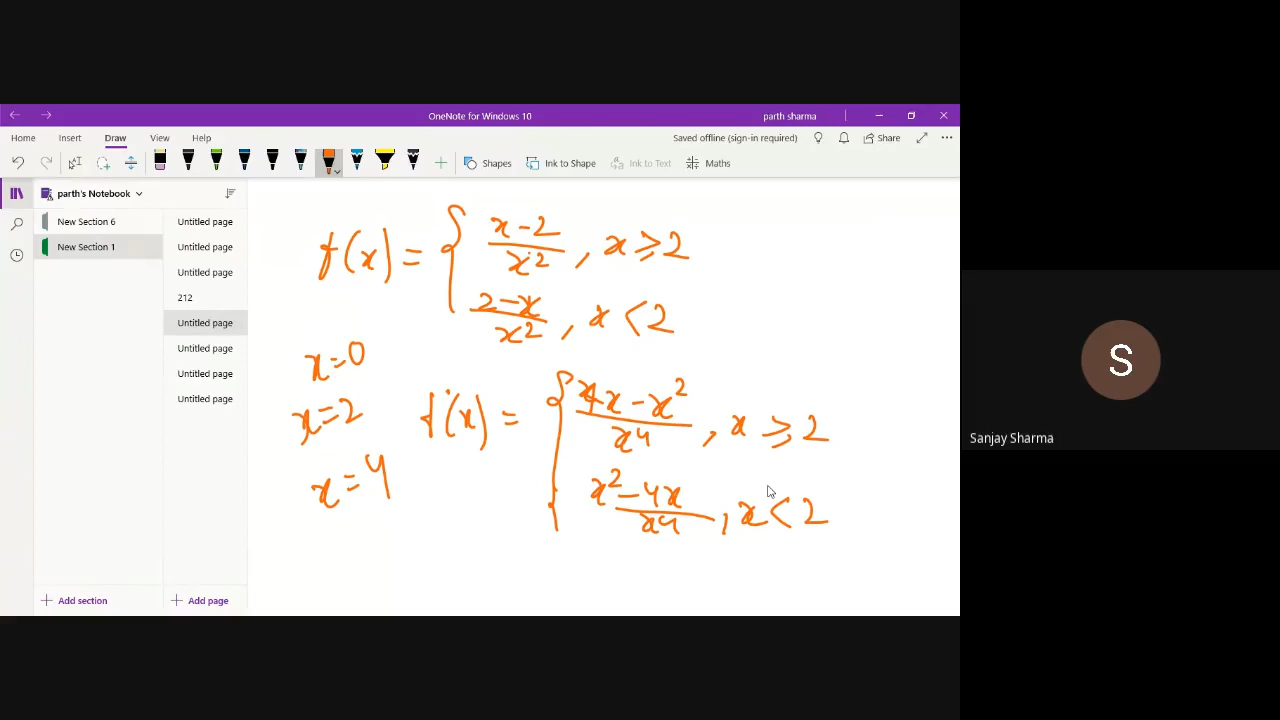 OneNote for Windows 10
parth sharma
Home Insert Draw View Help
Saved offline (sign-in required) Share
Shapes Ink to Shape Ink to Text Maths
parth's Notebook
New Section 6
New Section 1
Untitled page
Untitled page
Untitled page
212
Untitled page
Untitled page
Untitled page
Untitled page
f(x) = { (x-2)/x², x ≥ 2
(2-x)/x², x < 2
x=0
x=2
x=4
f'(x) = { (4x - x²)/x4, x ≥ 2
(x² - 4x)/x4, x < 2
Add section
Add page
S
Sanjay Sharma